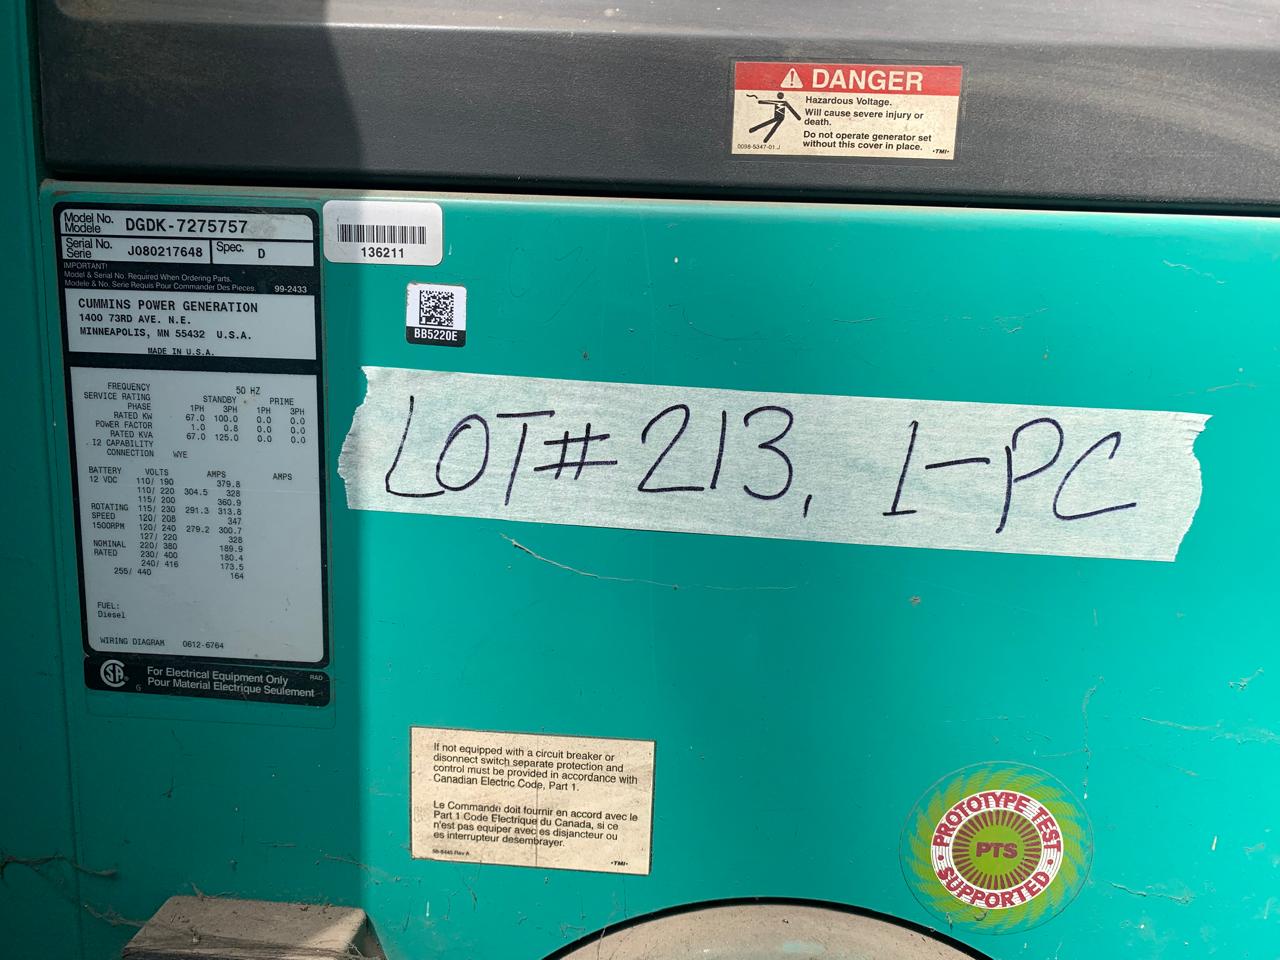 DANGER
Hazardous Voltage.
Will cause severe injury or
death.
Do not operate generator set
without this cover in place.
0098-5347-01 J
•TMI•
Model No. DGDK-7275757
Modele
Serial No. J080217648 Spec. D
Serie
IMPORTANT!
Model & Serial No. Required When Ordering Parts.
Modele & No. Serie Requis Pour Commander Des Pieces. 99-2433
CUMMINS POWER GENERATION
1400 73RD AVE. N.E.
MINNEAPOLIS, MN 55432 U.S.A.
MADE IN U.S.A.
FREQUENCY 50 HZ
SERVICE RATING STANDBY PRIME
PHASE 1PH 3PH 1PH 3PH
RATED KW 67.0 100.0 0.0 0.0
POWER FACTOR 1.0 0.8 0.0 0.0
RATED KVA 67.0 125.0 0.0 0.0
I2 CAPABILITY
CONNECTION WYE
BATTERY VOLTS AMPS AMPS
12 VDC 110/ 190 379.8
110/ 220 304.5 328
115/ 200 360.9
ROTATING 115/ 230 291.3 313.8
SPEED 120/ 208 347
1500RPM 120/ 240 279.2 300.7
127/ 220 328
NOMINAL 220/ 380 189.9
RATED 230/ 400 180.4
240/ 416 173.5
255/ 440 164
FUEL:
Diesel
WIRING DIAGRAM 0612-6764
SA
G
For Electrical Equipment Only RAD
Pour Material Electrique Seulement
136211
BB5220E
LOT# 213, 1-PC
If not equipped with a circuit breaker or
disonnect switch separate protection and
control must be provided in accordance with
Canadian Electric Code, Part 1.
Le Commande doit fournir en accord avec le
Part 1 Code Electrique du Canada, si ce
n'est pas equiper avec es disjancteur ou
es interrupteur desembrayer.
98-6445 Rev A
•TMI•
PROTOTYPE TEST
PTS
SUPPORTED